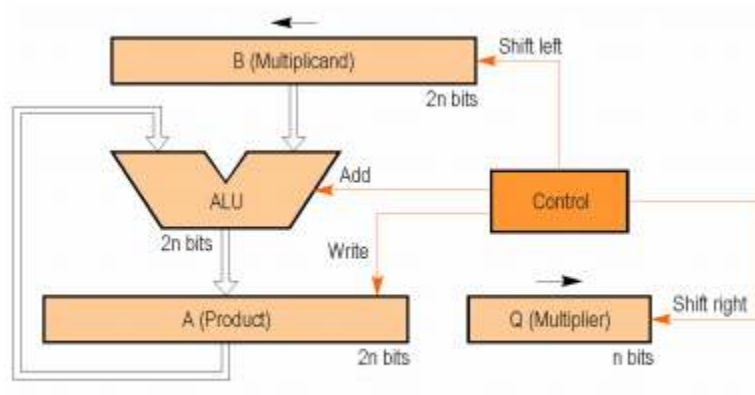 Shift left
B (Multiplicand)
2n bits
Add
ALU
Control
2n bits
Write
A (Product)
Q (Multiplier)
Shift right
2n bits
n bits